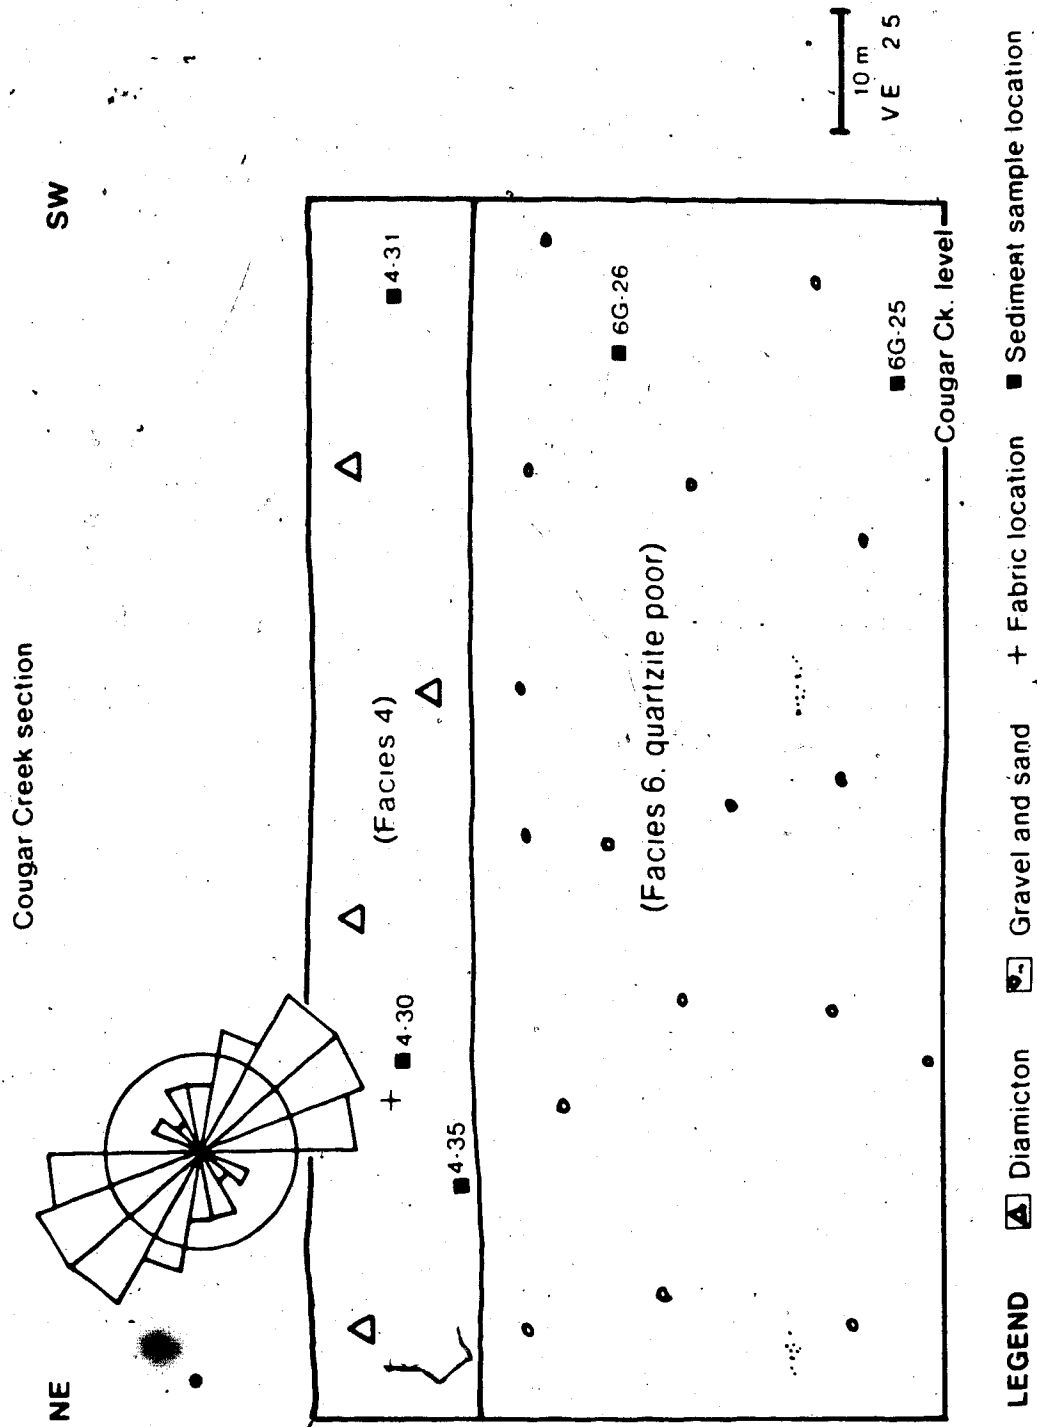 Cougar Creek section
NE
SW
4-31
4-30
4-35
(Facies 4)
6G-26
(Facies 6, quartzite poor)
6G-25
Cougar Ck. level
10 m
VE 25
LEGEND Diamicton Gravel and sand + Fabric location Sediment sample location